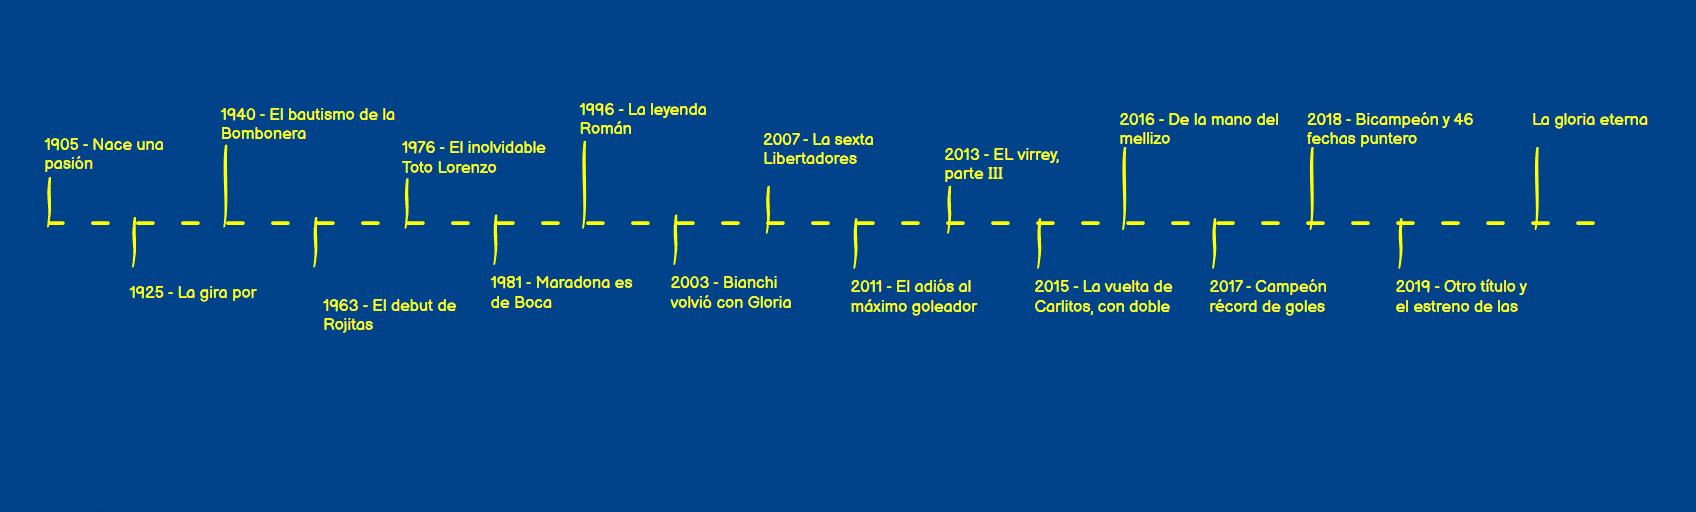 1905 - Nace una
pasión
1925 - La gira por
1940 - El bautismo de la
Bombonera
1963 - El debut de
Rojitas
1976 - El inolvidable
Toto Lorenzo
1981 - Maradona es
de Boca
1996 - La leyenda
Román
2003 - Bianchi
volvió con Gloria
2007 - La sexta
Libertadores
2011 - El adiós al
máximo goleador
2013 - EL virrey,
parte III
2015 - La vuelta de
Carlitos, con doble
2016 - De la mano del
mellizo
2017 - Campeón
récord de goles
2018 - Bicampeón y 46
fechas puntero
2019 - Otro título y
el estreno de las
La gloria eterna